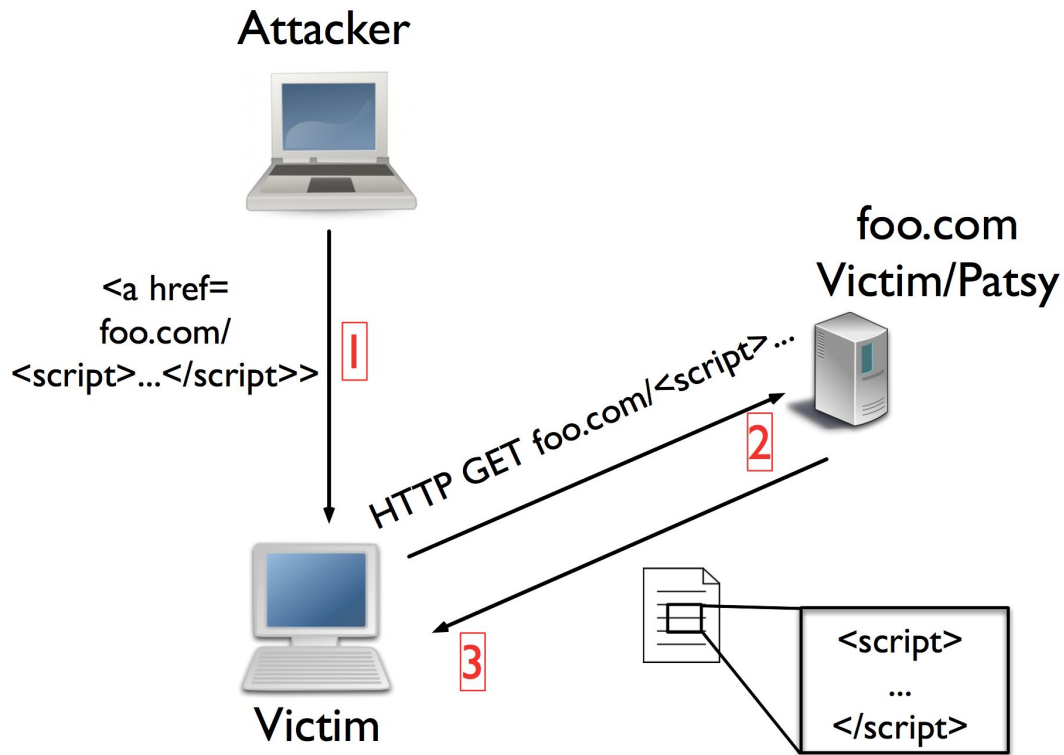 Attacker
<a href=
foo.com/
<script>...</script>>
1
foo.com
Victim/Patsy
HTTP GET foo.com/<script>...
2
3
Victim
<script>
...
</script>